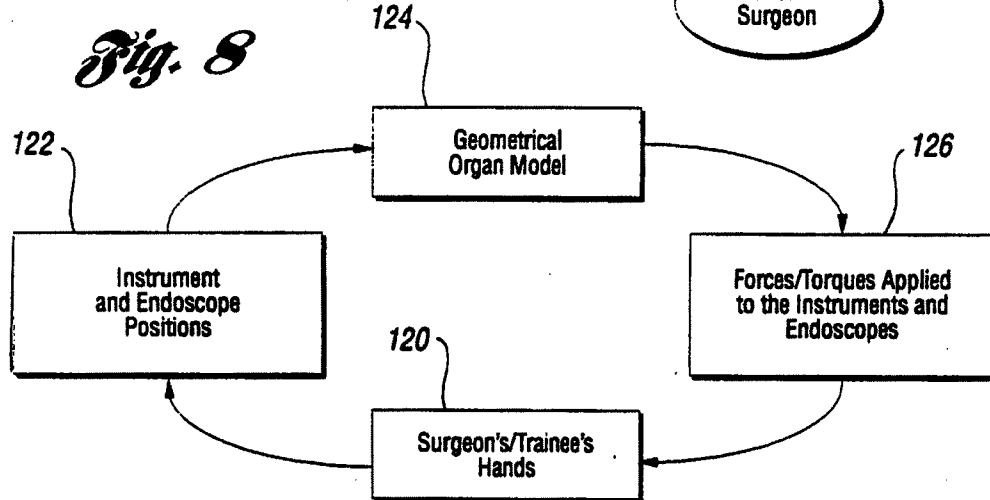 124
Surgeon
Fig. 8
122
Geometrical
Organ Model
126
Instrument
and Endoscope
Positions
Forces/Torques Applied
to the Instruments and
Endoscopes
120
Surgeon's/Trainee's
Hands